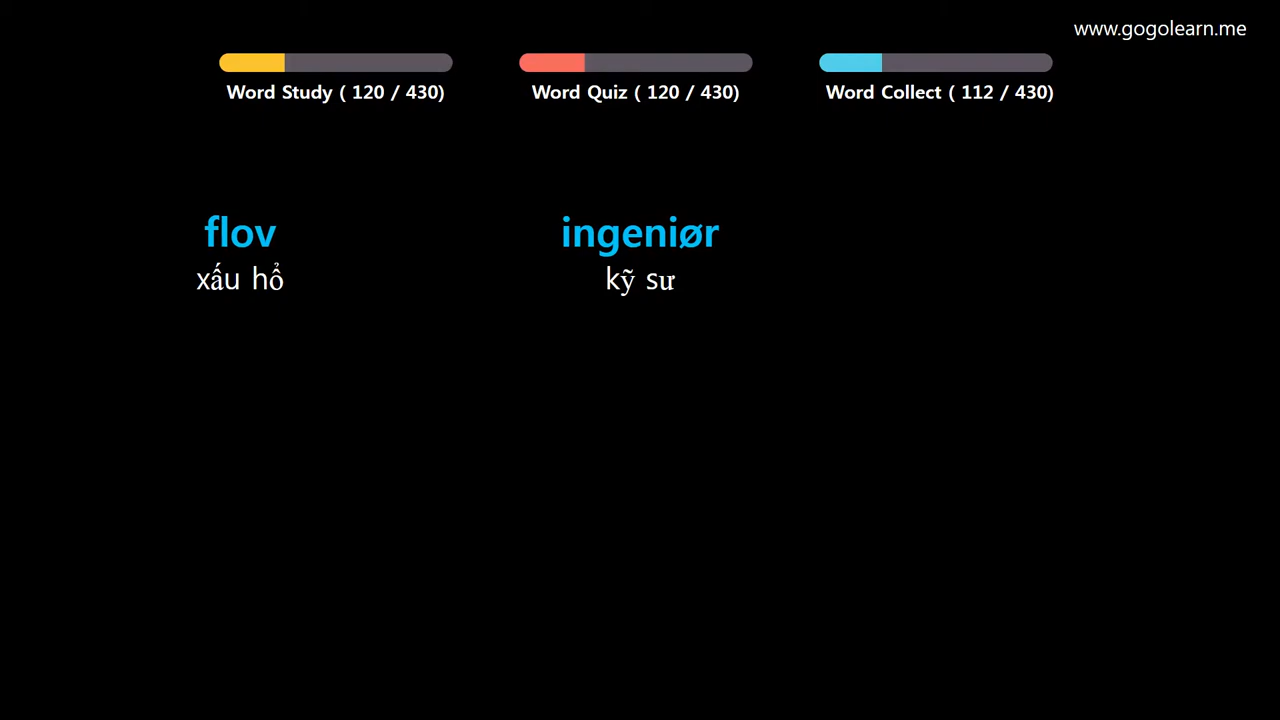 www.gogolearn.me
Word Study ( 120 / 430)
Word Quiz ( 120 / 430)
Word Collect ( 112 / 430)
flov
xấu hổ
ingeniør
kỹ sư